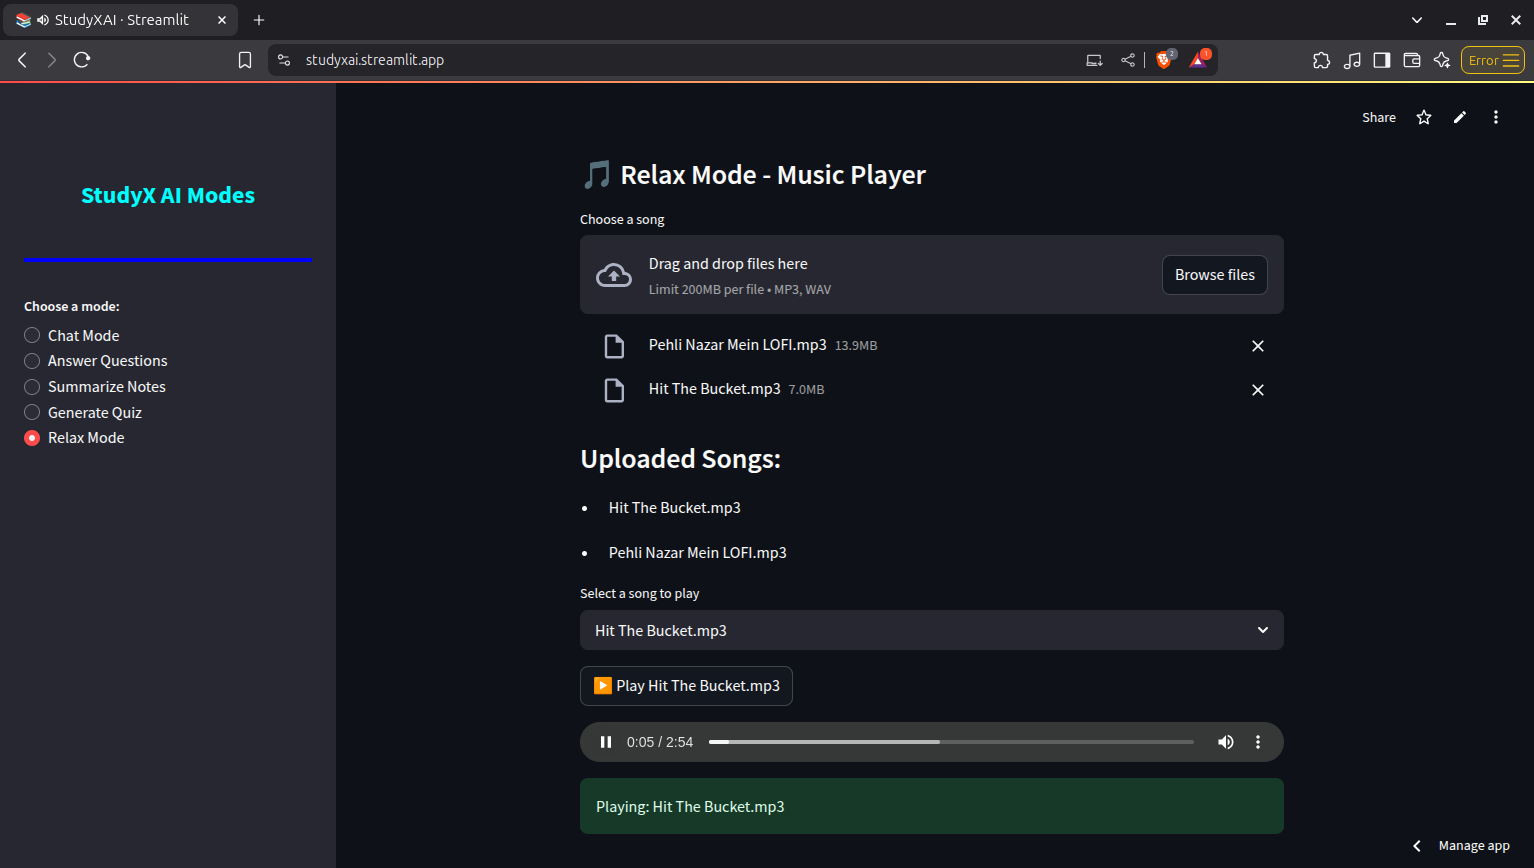 StudyXAI · Streamlit
studyxai.streamlit.app
2
1
Error
Share
StudyX AI Modes
Choose a mode:
Chat Mode
Answer Questions
Summarize Notes
Generate Quiz
Relax Mode
Relax Mode - Music Player
Choose a song
Drag and drop files here
Limit 200MB per file • MP3, WAV
Browse files
Pehli Nazar Mein LOFI.mp3 13.9MB
Hit The Bucket.mp3 7.0MB
Uploaded Songs:
• Hit The Bucket.mp3
• Pehli Nazar Mein LOFI.mp3
Select a song to play
Hit The Bucket.mp3
Play Hit The Bucket.mp3
0:05 / 2:54
Playing: Hit The Bucket.mp3
Manage app